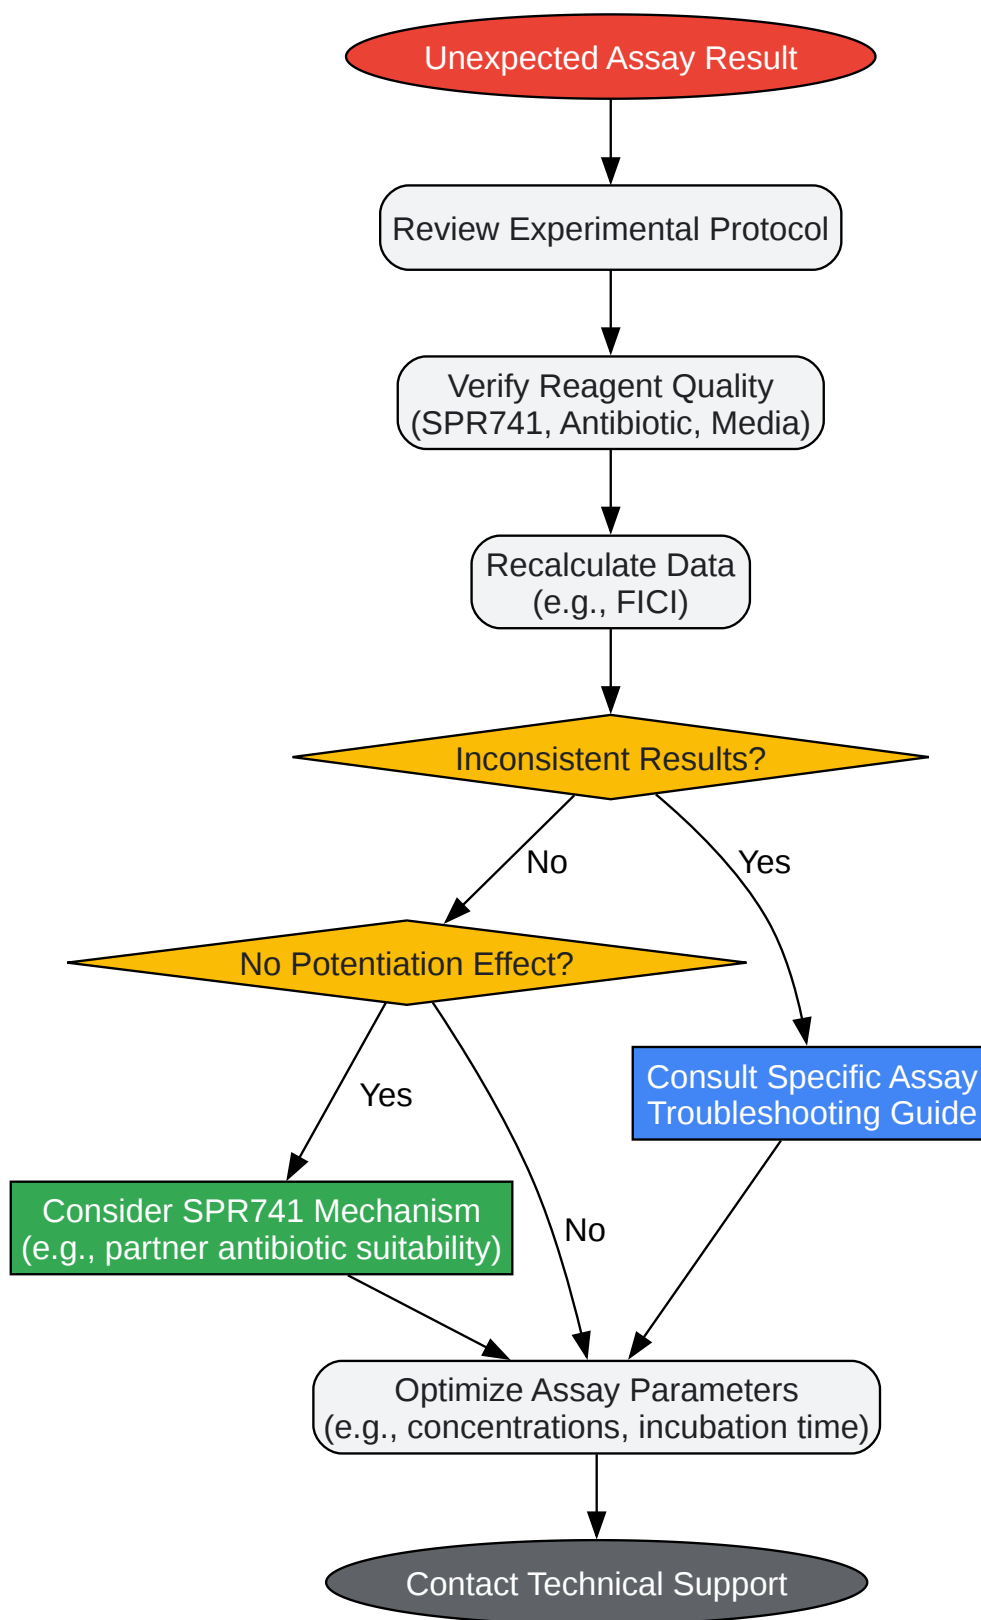 Unexpected Assay Result
Review Experimental Protocol
Verify Reagent Quality
(SPR741, Antibiotic, Media)
Recalculate Data
(e.g., FICI)
Inconsistent Results?
No
Yes
No Potentiation Effect?
Consult Specific Assay
Troubleshooting Guide
Yes
Consider SPR741 Mechanism
(e.g., partner antibiotic suitability)
No
Optimize Assay Parameters
(e.g., concentrations, incubation time)
Contact Technical Support